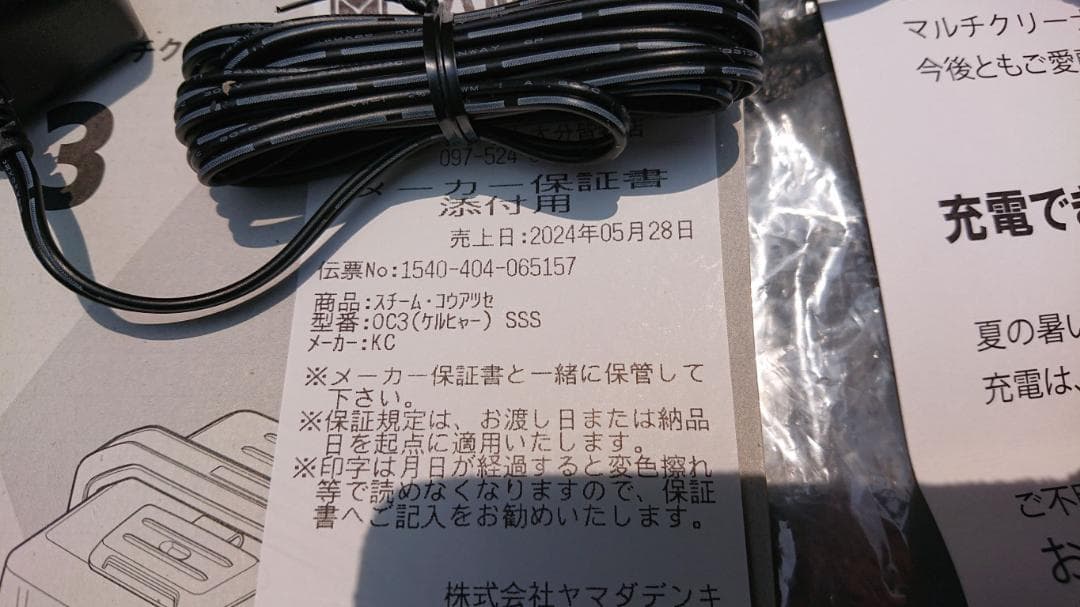 チク
3
097-524
メーカー保証書
添付用
売上日:2024年05月28日
伝票No:1540-404-065157
商品:スチーム・コウアツセ
型番:OC3(ケルヒャー) SSS
メーカー:KC
※メーカー保証書と一緒に保管して
下さい。
※保証規定は、お渡し日または納品
日を起点に適用いたします。
※印字は月日が経過すると変色擦れ
等で読めなくなりますので、保証
書へご記入をお勧めいたします。
株式会社ヤマダデンキ
マルチクリーナ
今後ともご愛
充電でき
夏の暑い
充電は、
ご不
お